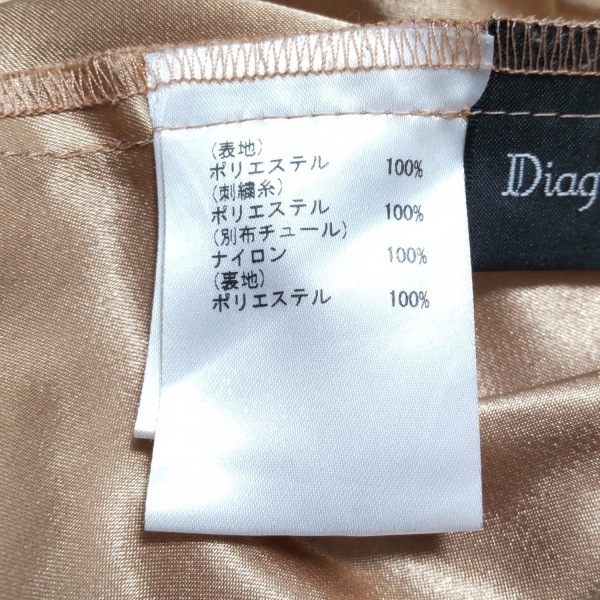 (表地)
ポリエステル 100%
(刺繍糸)
ポリエステル 100%
(別布チュール)
ナイロン 100%
(裏地)
ポリエステル 100%
Diag